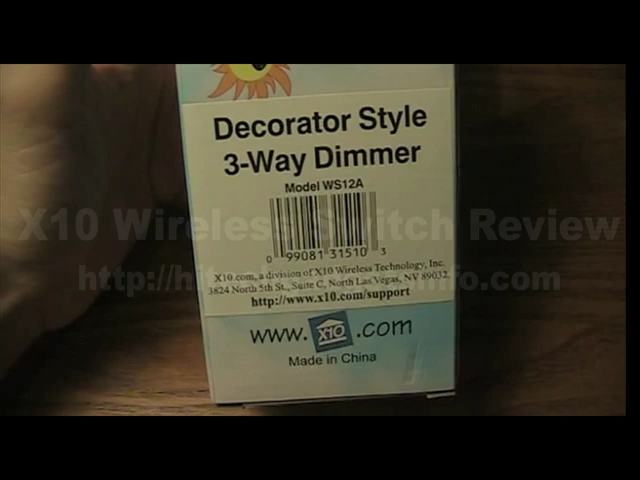 Decorator Style
3-Way Dimmer
Model WS12A
0 99081 31510 3
X10 Wireless Switch Review
X10.com, a division of X10 Wireless Technology, Inc.
3824 North 5th St., Suite C, North Las Vegas, NV 89032
http://www.x10.com/support
www. X10 .com
Made in China